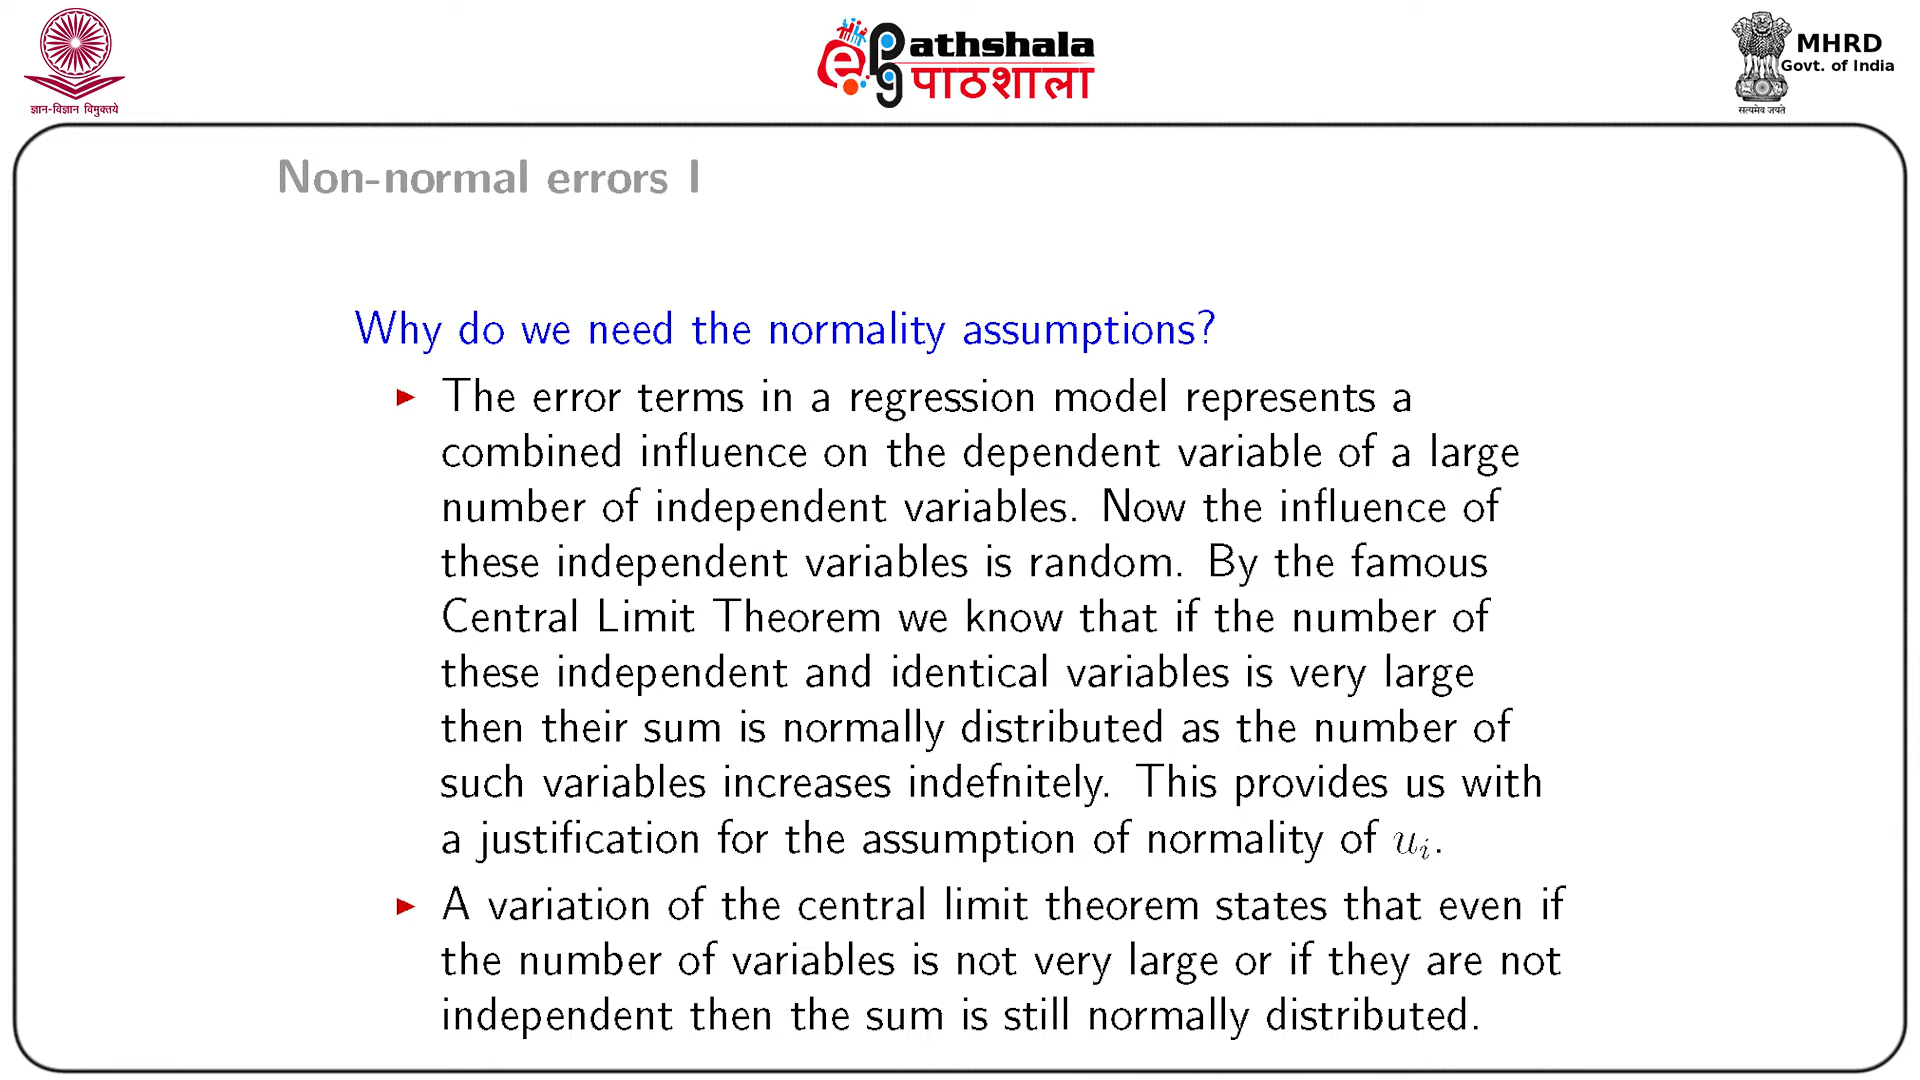 ज्ञान-विज्ञान विमुक्तये
Pathshala
पाठशाला
MHRD
Govt. of India
सत्यमेव जयते
Non-normal errors I
Why do we need the normality assumptions?
▶ The error terms in a regression model represents a
combined influence on the dependent variable of a large
number of independent variables. Now the influence of
these independent variables is random. By the famous
Central Limit Theorem we know that if the number of
these independent and identical variables is very large
then their sum is normally distributed as the number of
such variables increases indefnitely. This provides us with
a justification for the assumption of normality of uᵢ.
▶ A variation of the central limit theorem states that even if
the number of variables is not very large or if they are not
independent then the sum is still normally distributed.